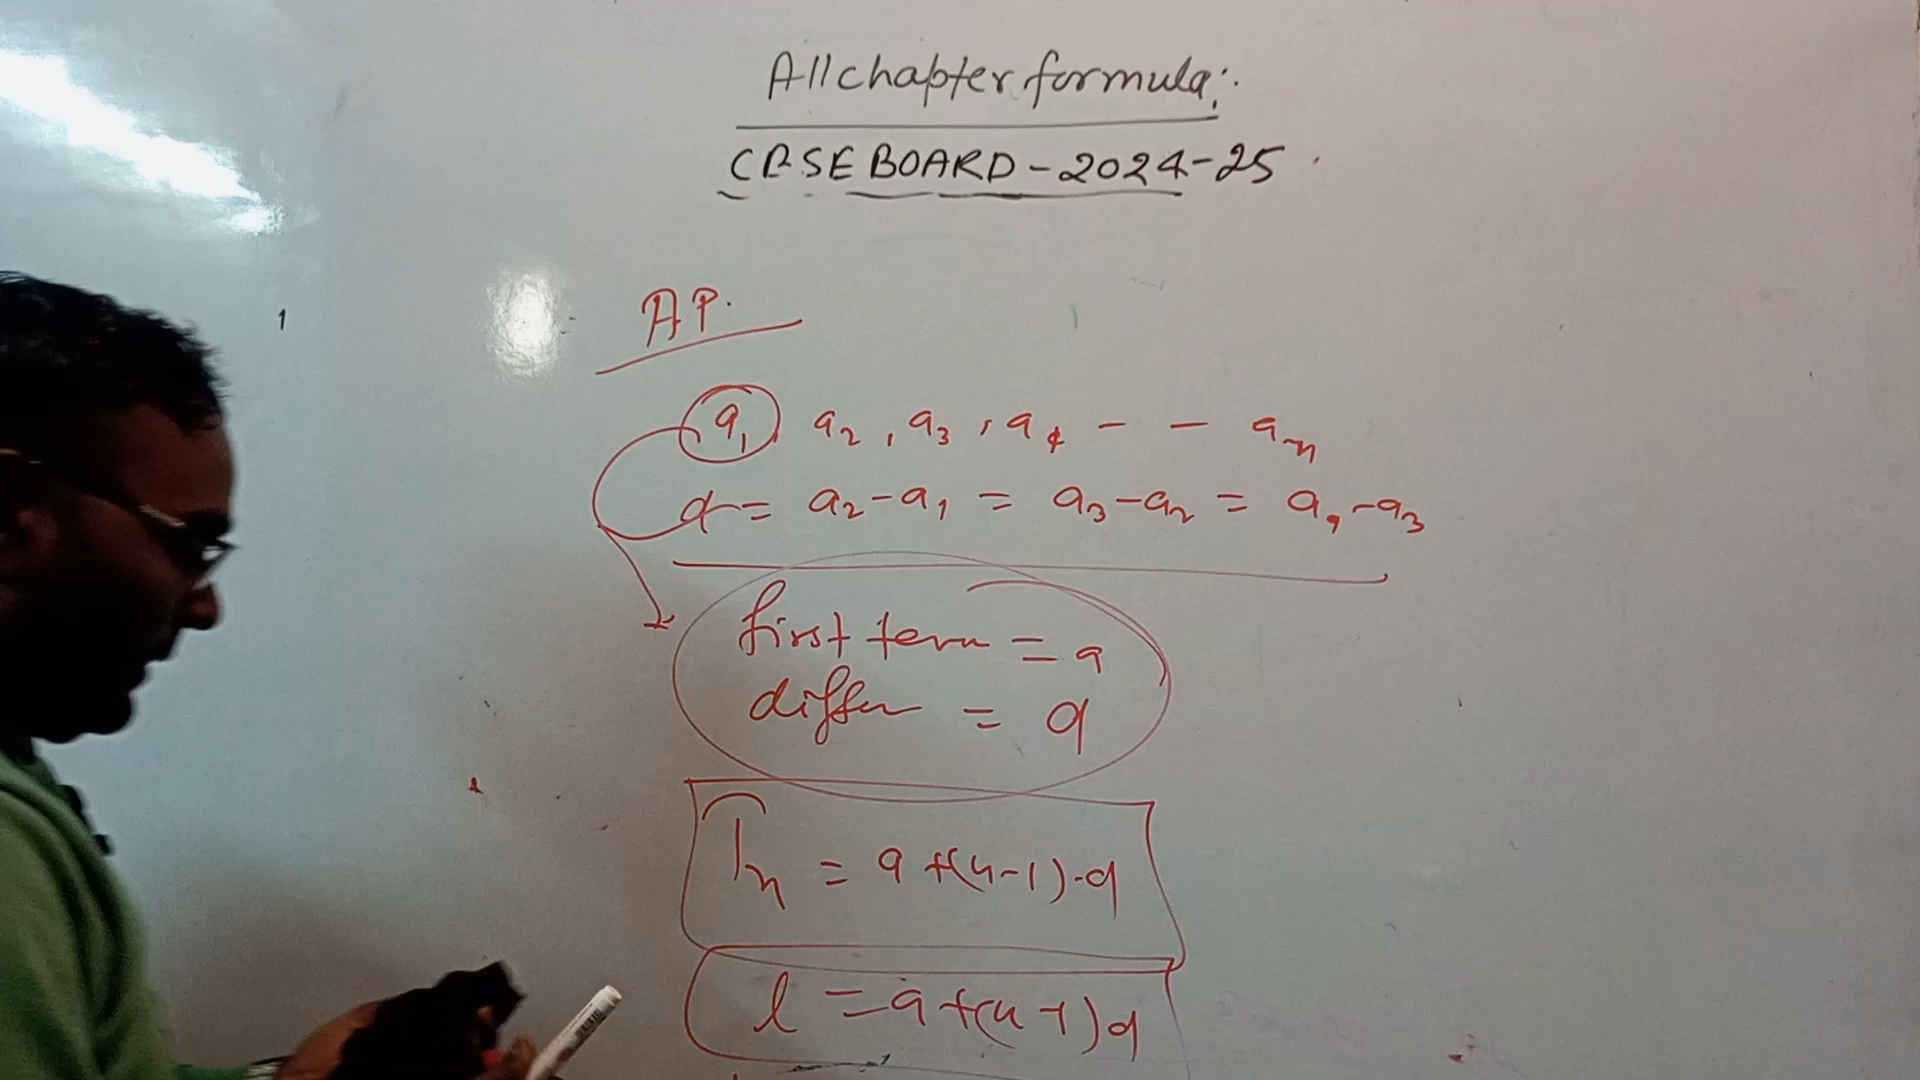 All chapter formula:.
CBSE BOARD-2024-25
AP.
a1 a2, a3, a4 - - an
d = a2-a1 = a3-a2 = a4-a3
first term = a
differ = d
Tn = a+(n-1).d
l = a+(n-1)d